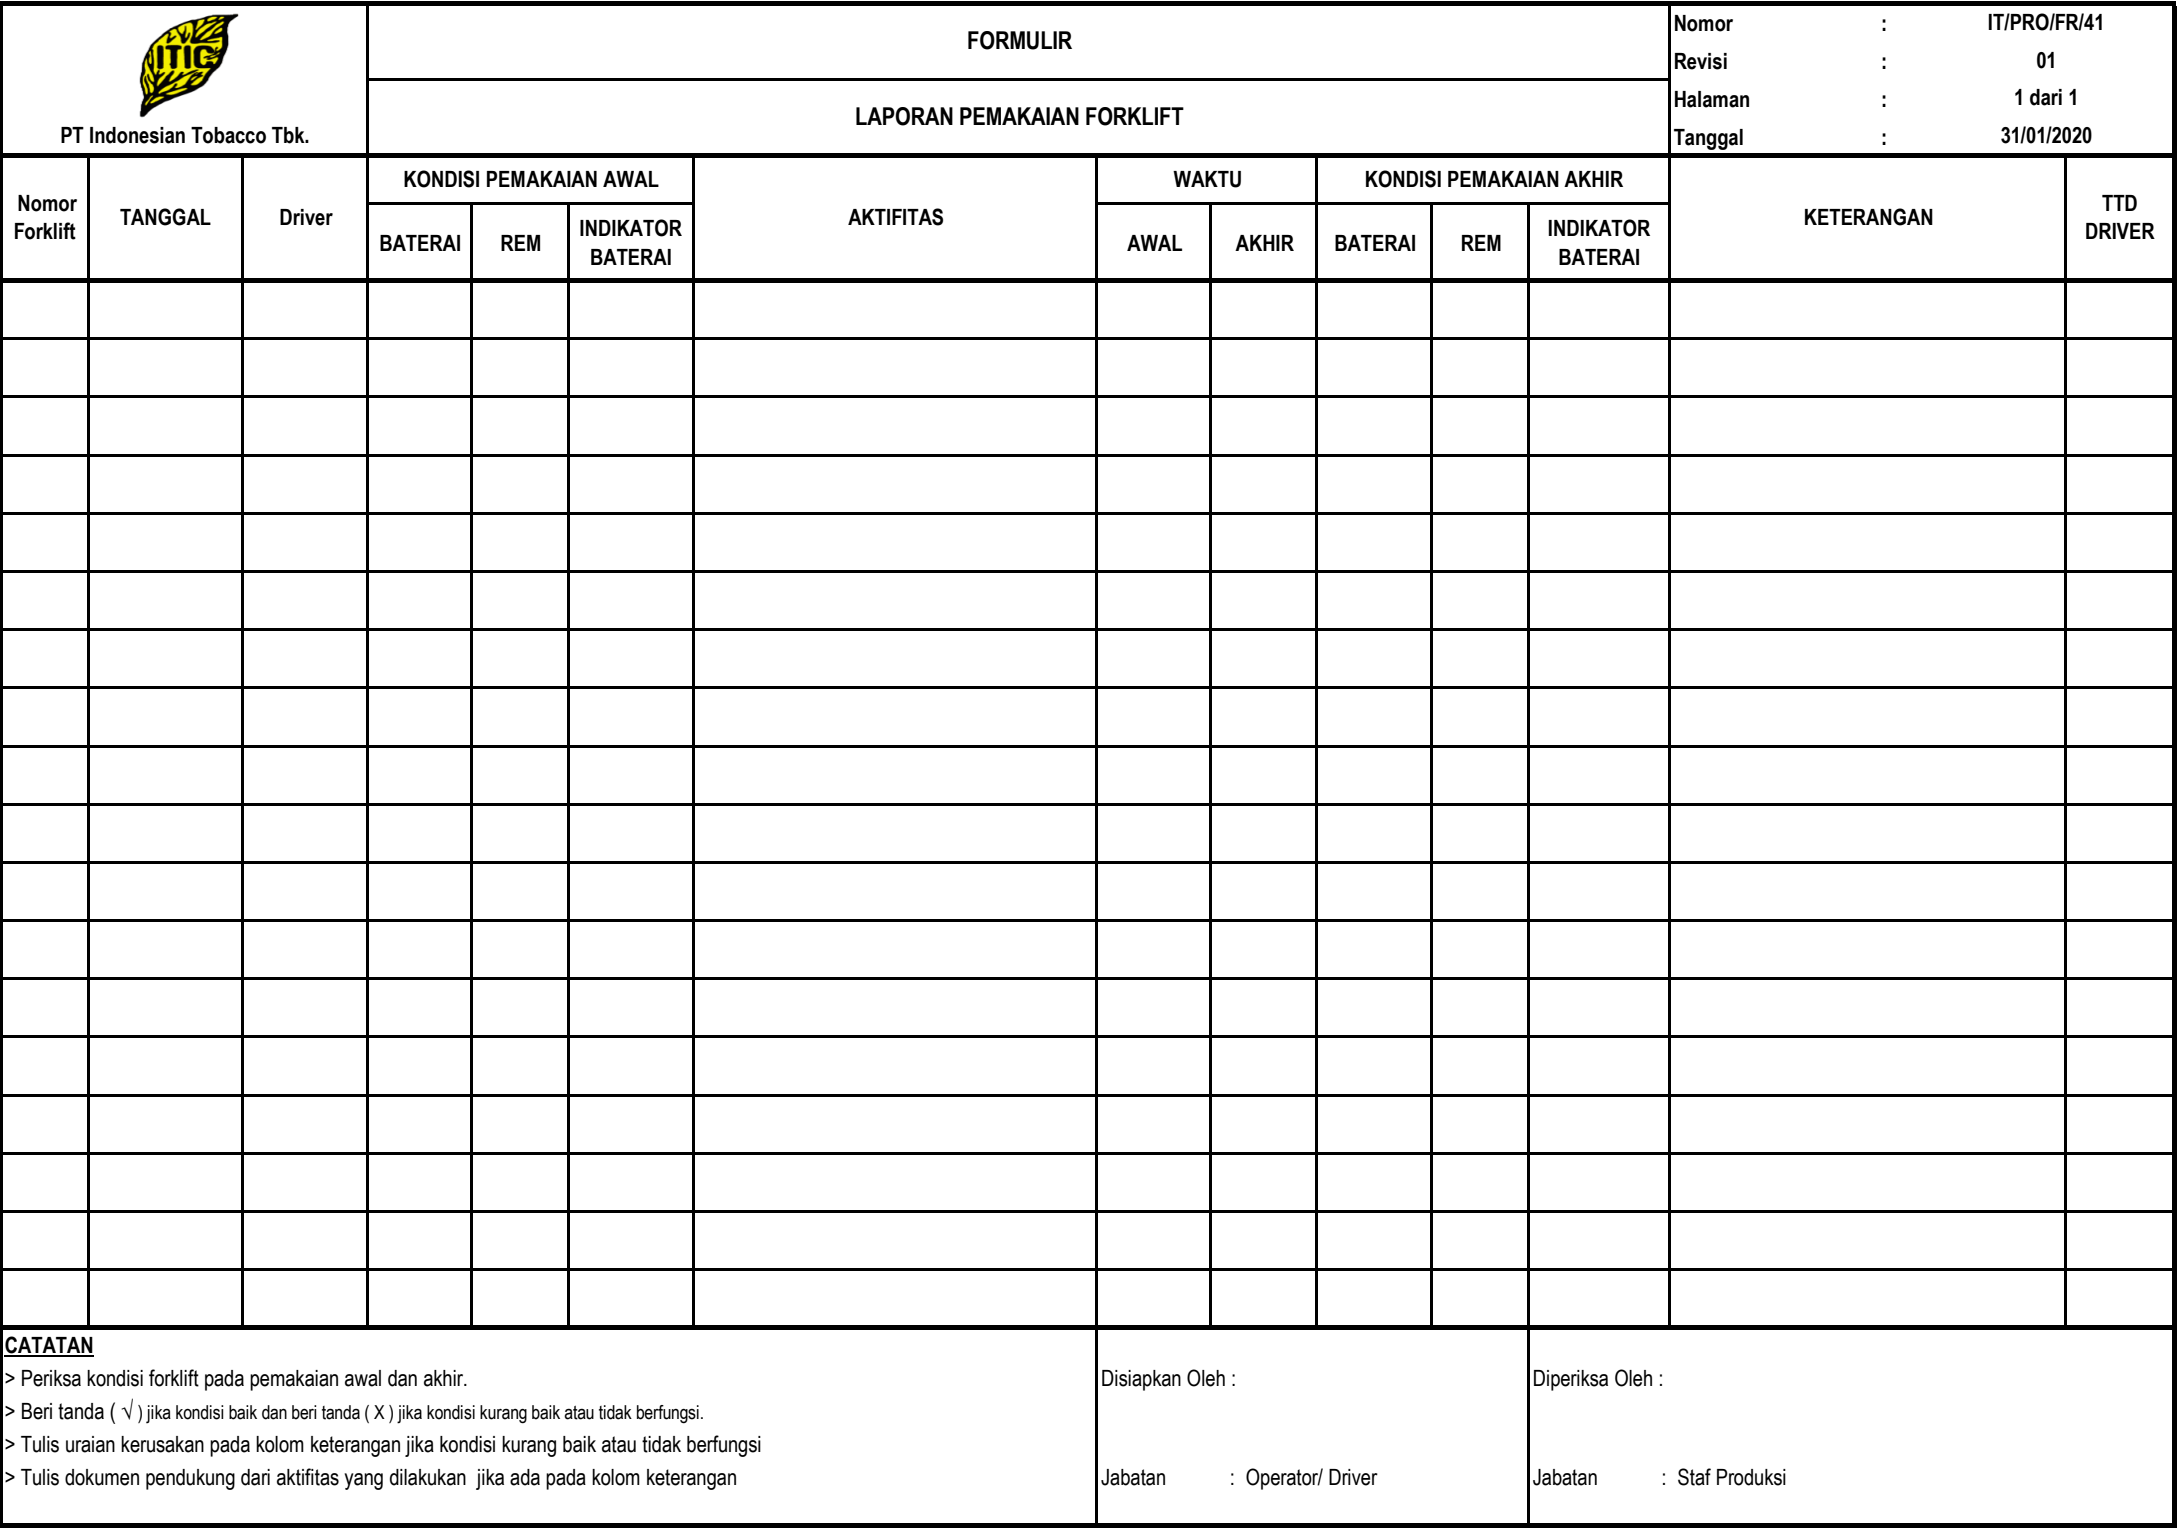 ITIC
PT Indonesian Tobacco Tbk.
FORMULIR
LAPORAN PEMAKAIAN FORKLIFT
Nomor : IT/PRO/FR/41
Revisi : 01
Halaman : 1 dari 1
Tanggal : 31/01/2020
Nomor
Forklift
TANGGAL
Driver
KONDISI PEMAKAIAN AWAL
BATERAI
REM
INDIKATOR
BATERAI
AKTIFITAS
WAKTU
AWAL
AKHIR
KONDISI PEMAKAIAN AKHIR
BATERAI
REM
INDIKATOR
BATERAI
KETERANGAN
TTD
DRIVER
CATATAN
> Periksa kondisi forklift pada pemakaian awal dan akhir.
> Beri tanda ( √ ) jika kondisi baik dan beri tanda ( X ) jika kondisi kurang baik atau tidak berfungsi.
> Tulis uraian kerusakan pada kolom keterangan jika kondisi kurang baik atau tidak berfungsi
> Tulis dokumen pendukung dari aktifitas yang dilakukan  jika ada pada kolom keterangan
Disiapkan Oleh :
Jabatan : Operator/ Driver
Diperiksa Oleh :
Jabatan : Staf Produksi